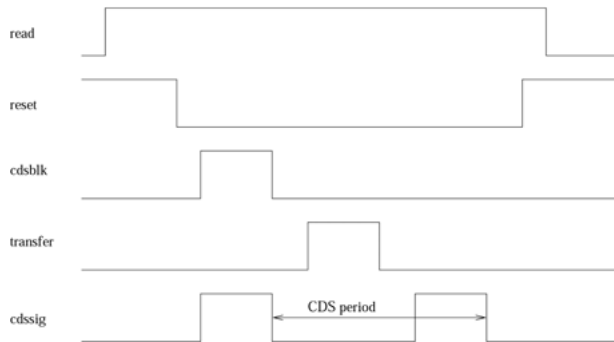 read
reset
cdsblk
transfer
CDS period
cdssig